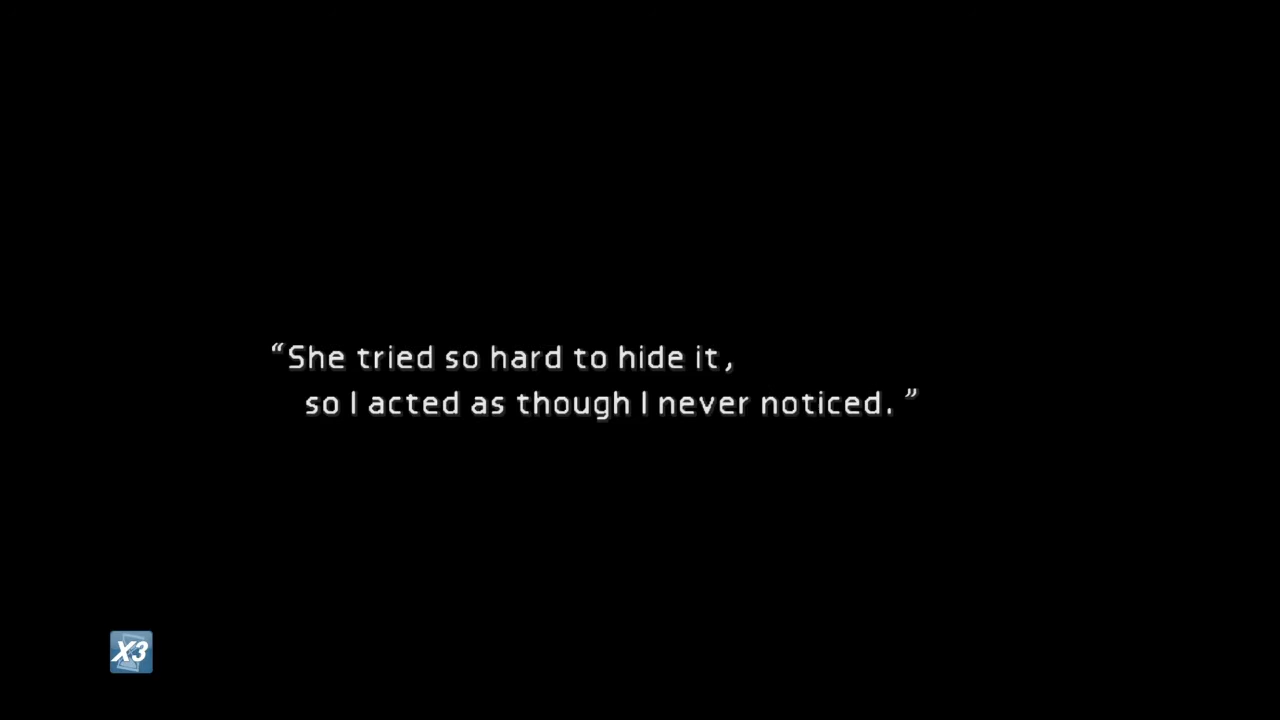 “She tried so hard to hide it,
so I acted as though I never noticed.”
X3